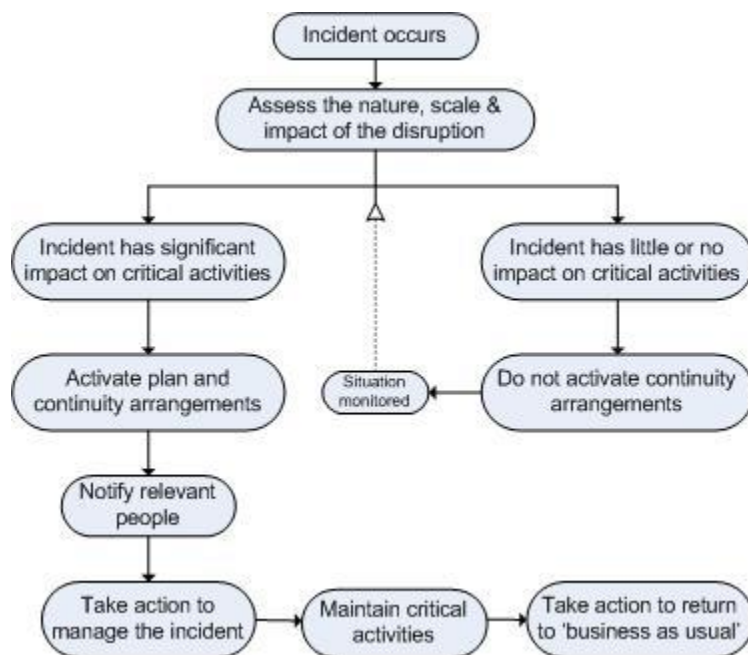 Incident occurs
Assess the nature, scale &
impact of the disruption
Incident has significant
impact on critical activities
Incident has little or no
impact on critical activities
Activate plan and
continuity arrangements
Situation
monitored
Do not activate continuity
arrangements
Notify relevant
people
Take action to
manage the incident
Maintain critical
activities
Take action to return
to 'business as usual'